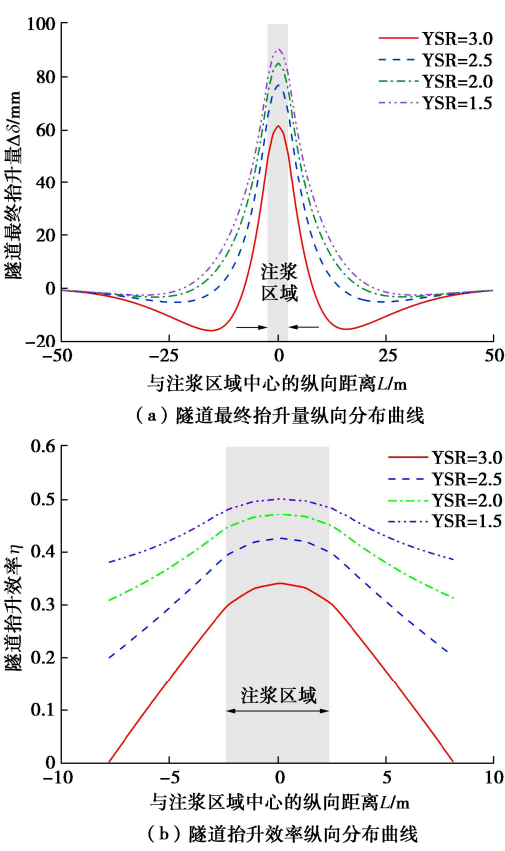 100
80
60
40
20
0
-20
隧道最终抬升量Δδ/mm
YSR=3.0
YSR=2.5
YSR=2.0
YSR=1.5
注浆
区域
-50
-25
0
25
50
与注浆区域中心的纵向距离L/m
（a）隧道最终抬升量纵向分布曲线
0.6
0.5
0.4
0.3
0.2
0.1
0
隧道抬升效率η
YSR=3.0
YSR=2.5
YSR=2.0
YSR=1.5
注浆区域
-10
-5
0
5
10
与注浆区域中心的纵向距离L/m
（b）隧道抬升效率纵向分布曲线